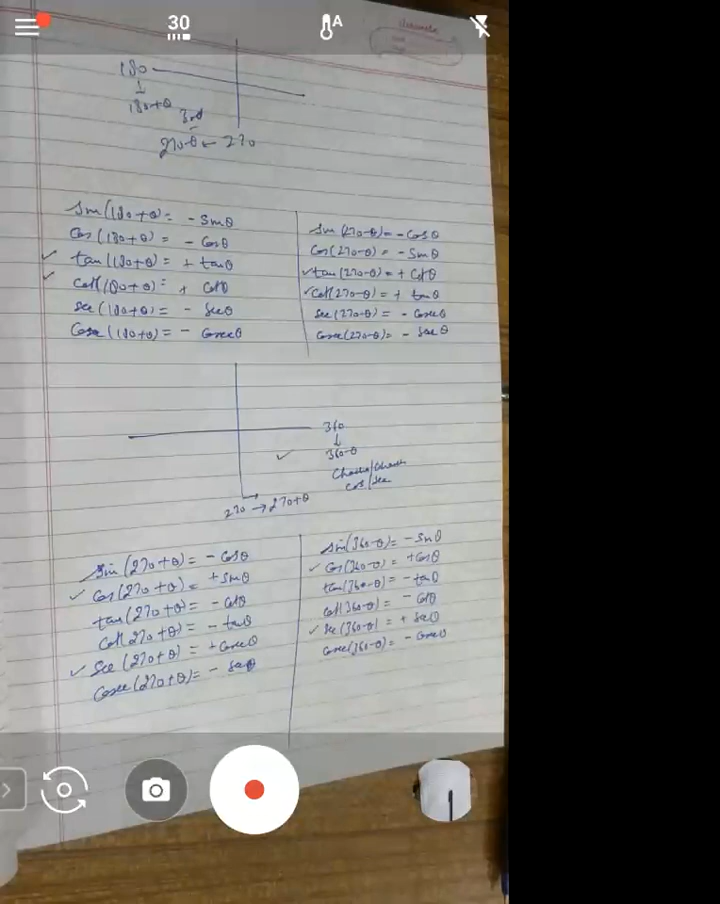 30
A
180
180+θ
3rd
270-θ ← 270
Sin(180+θ) = - Sinθ
Cos(180+θ) = - Cosθ
tan(180+θ) = + tanθ
Cot(180+θ) = + Cotθ
Sec(180+θ) = - Secθ
Cosec(180+θ) = - Cosecθ
Sin(270-θ) = - Cosθ
Cos(270-θ) = - Sinθ
tan(270-θ) = + Cotθ
Cot(270-θ) = + tanθ
Sec(270-θ) = - Cosecθ
Cosec(270-θ) = - Secθ
360
360-θ
Cos/Sec
270 → 270+θ
Sin(270+θ) = - Cosθ
Cos(270+θ) = + Sinθ
tan(270+θ) = - Cotθ
Cot(270+θ) = - tanθ
Sec(270+θ) = + Cosecθ
Cosec(270+θ) = - Secθ
Sin(360-θ) = - Sinθ
Cos(360-θ) = + Cosθ
tan(360-θ) = - tanθ
Cot(360-θ) = - Cotθ
Sec(360-θ) = + Secθ
Cosec(360-θ) = - Cosecθ